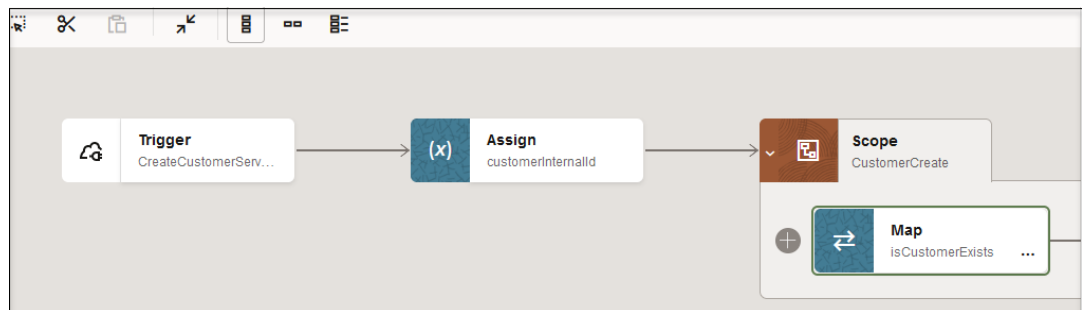 Trigger
CreateCustomerServ...
(x)
Assign
customerInternalId
Scope
CustomerCreate
Map
isCustomerExists
...